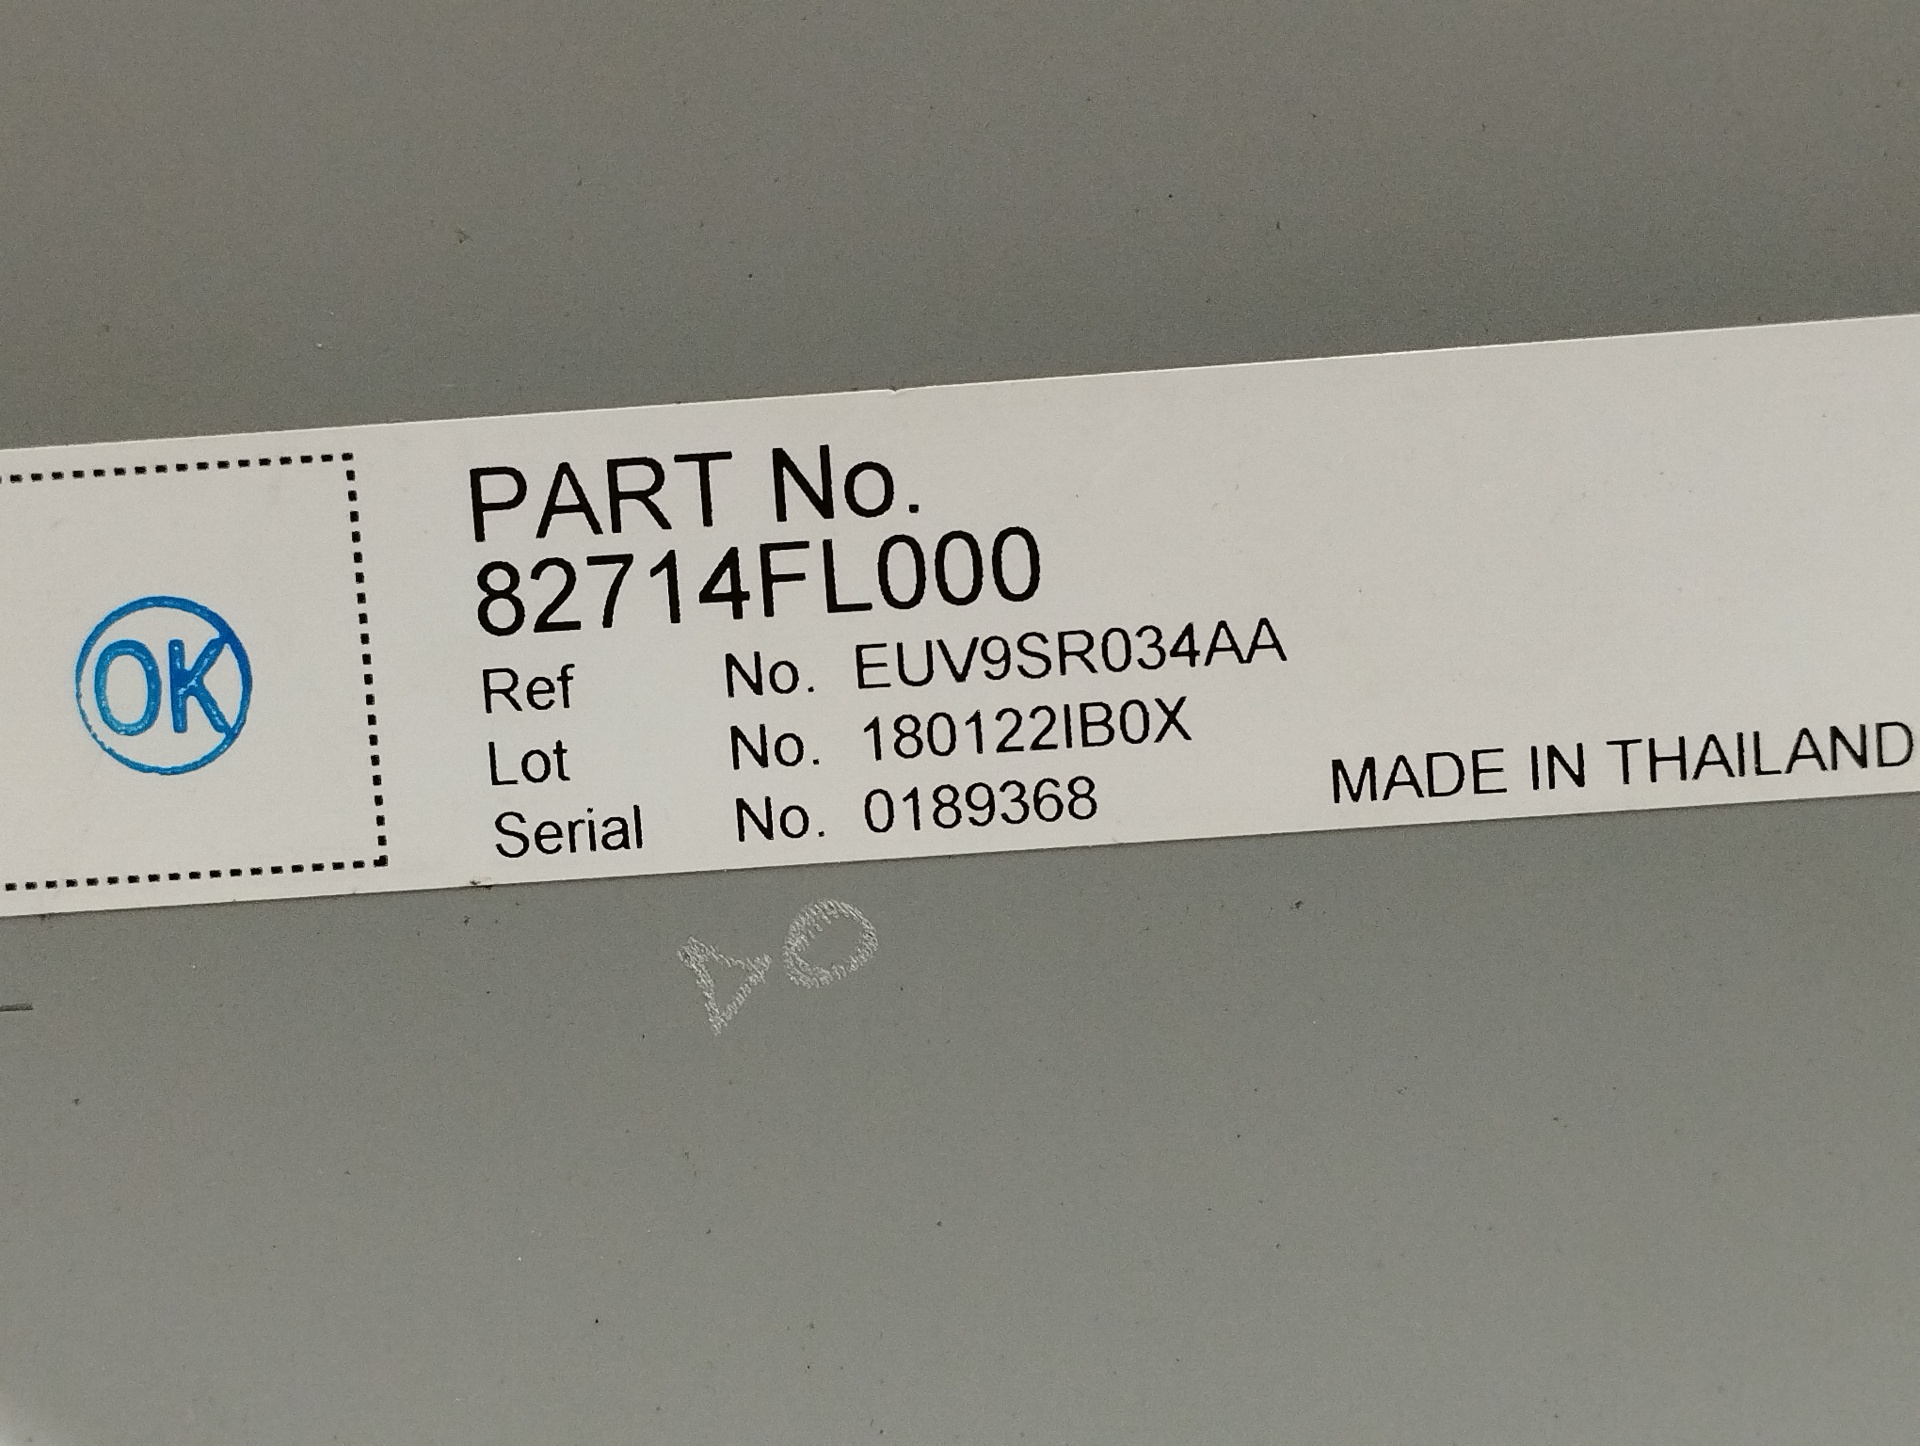 OK
PART No.
82714FL000
Ref No. EUV9SR034AA
Lot No. 180122IB0X
Serial No. 0189368
MADE IN THAILAND